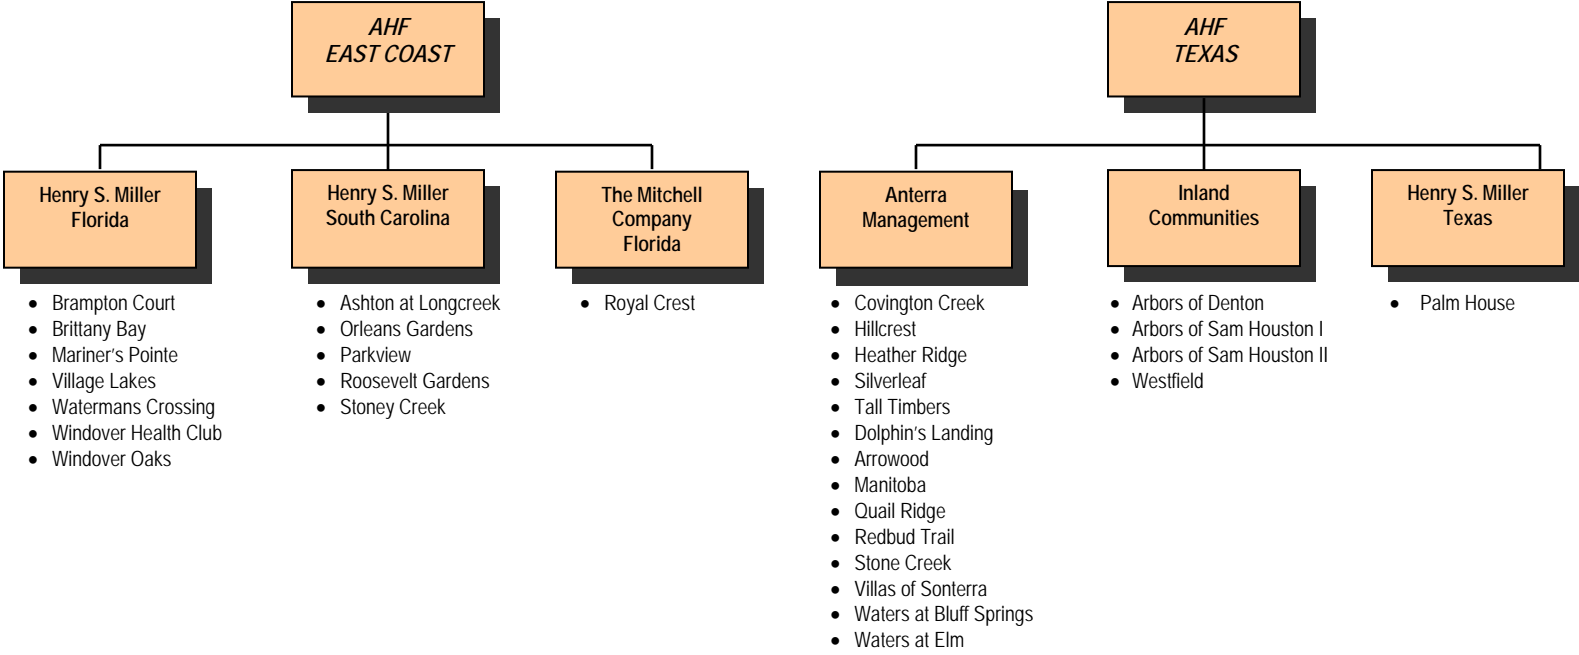 AHF
EAST COAST
AHF
TEXAS
Henry S. Miller
Florida
Henry S. Miller
South Carolina
The Mitchell
Company
Florida
Anterra
Management
Inland
Communities
Henry S. Miller
Texas
• Brampton Court
• Brittany Bay
• Mariner’s Pointe
• Village Lakes
• Watermans Crossing
• Windover Health Club
• Windover Oaks
• Ashton at Longcreek
• Orleans Gardens
• Parkview
• Roosevelt Gardens
• Stoney Creek
• Royal Crest
• Covington Creek
• Hillcrest
• Heather Ridge
• Silverleaf
• Tall Timbers
• Dolphin’s Landing
• Arrowood
• Manitoba
• Quail Ridge
• Redbud Trail
• Stone Creek
• Villas of Sonterra
• Waters at Bluff Springs
• Waters at Elm
• Arbors of Denton
• Arbors of Sam Houston I
• Arbors of Sam Houston II
• Westfield
• Palm House